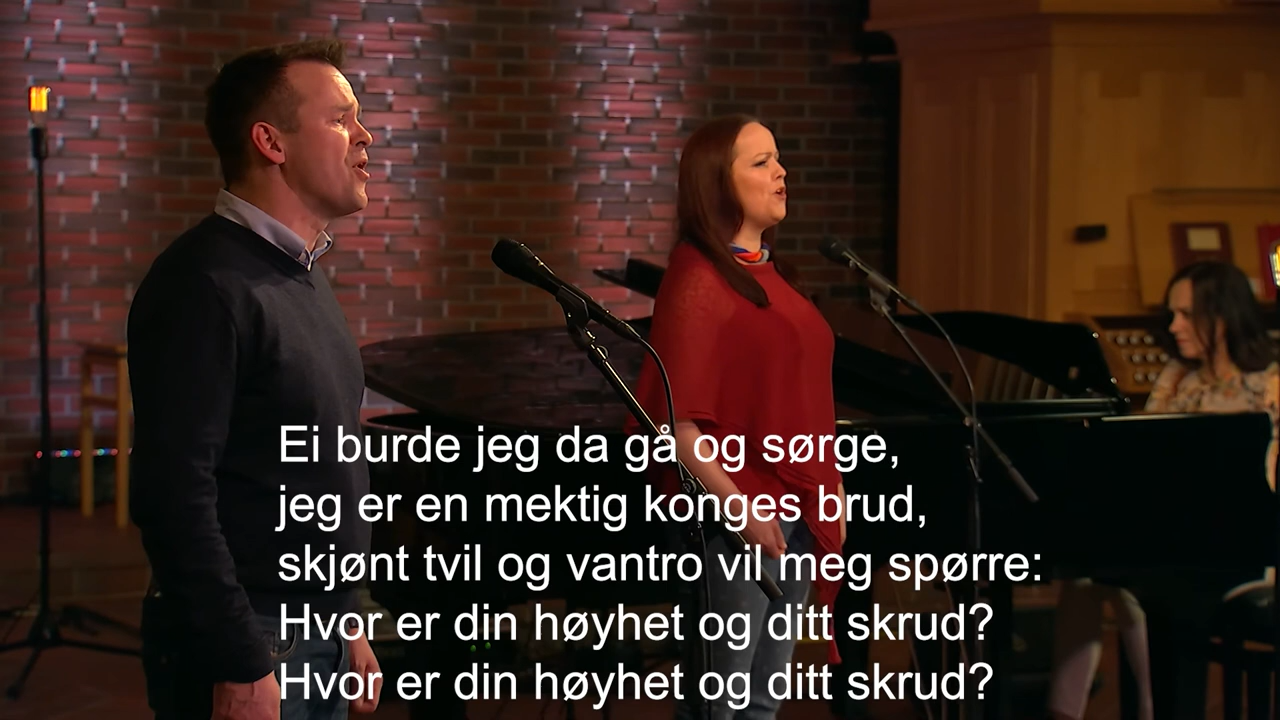 Ei burde jeg da gå og sørge,
jeg er en mektig konges brud,
skjønt tvil og vantro vil meg spørre:
Hvor er din høyhet og ditt skrud?
Hvor er din høyhet og ditt skrud?